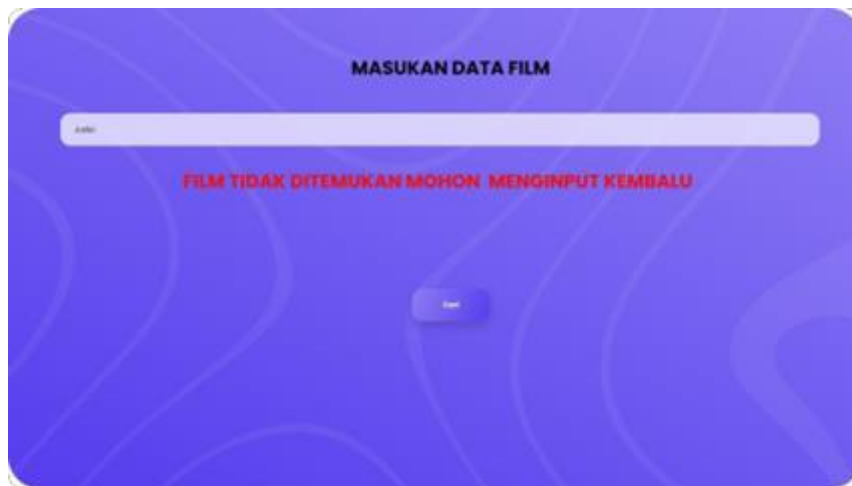 MASUKAN DATA FILM
FILM TIDAK DITEMUKAN MOHON MENGINPUT KEMBALU